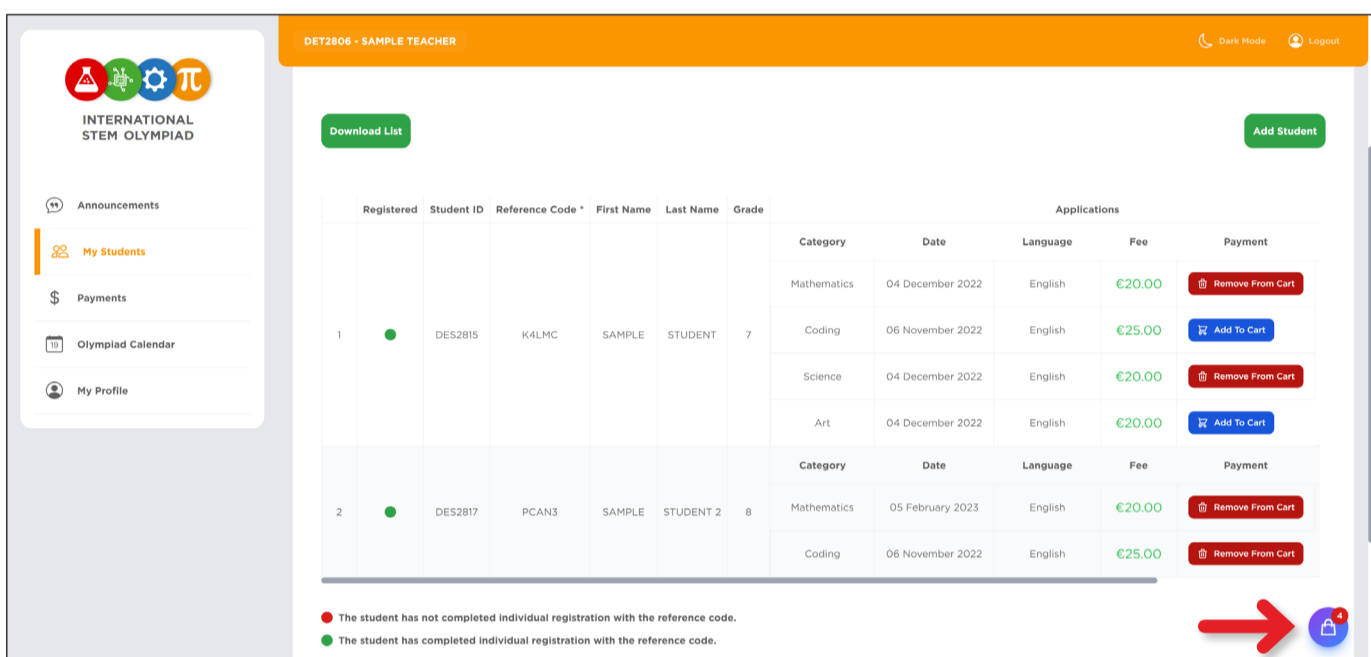 DET2806 - SAMPLE TEACHER
Dark Mode
Logout
π
INTERNATIONAL
STEM OLYMPIAD
Announcements
My Students
$ Payments
19 Olympiad Calendar
My Profile
Download List
Add Student
Registered Student ID Reference Code * First Name Last Name Grade Applications
Category Date Language Fee Payment
Mathematics 04 December 2022 English €20.00 Remove From Cart
1 DES2815 K4LMC SAMPLE STUDENT 7 Coding 06 November 2022 English €25.00 Add To Cart
Science 04 December 2022 English €20.00 Remove From Cart
Art 04 December 2022 English €20.00 Add To Cart
Category Date Language Fee Payment
2 DES2817 PCAN3 SAMPLE STUDENT 2 8 Mathematics 05 February 2023 English €20.00 Remove From Cart
Coding 06 November 2022 English €25.00 Remove From Cart
The student has not completed individual registration with the reference code.
The student has completed individual registration with the reference code.
4